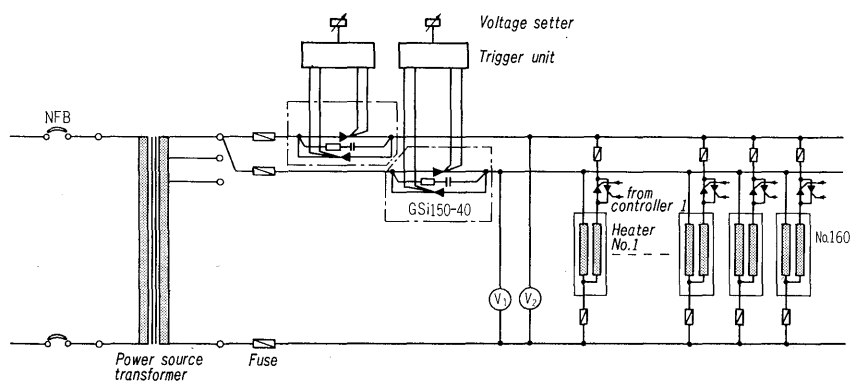 Voltage setter
Trigger unit
NFB
GSi150-40
from
controller 1
Heater
No.1
No.160
V1
V2
Power source
transformer
Fuse